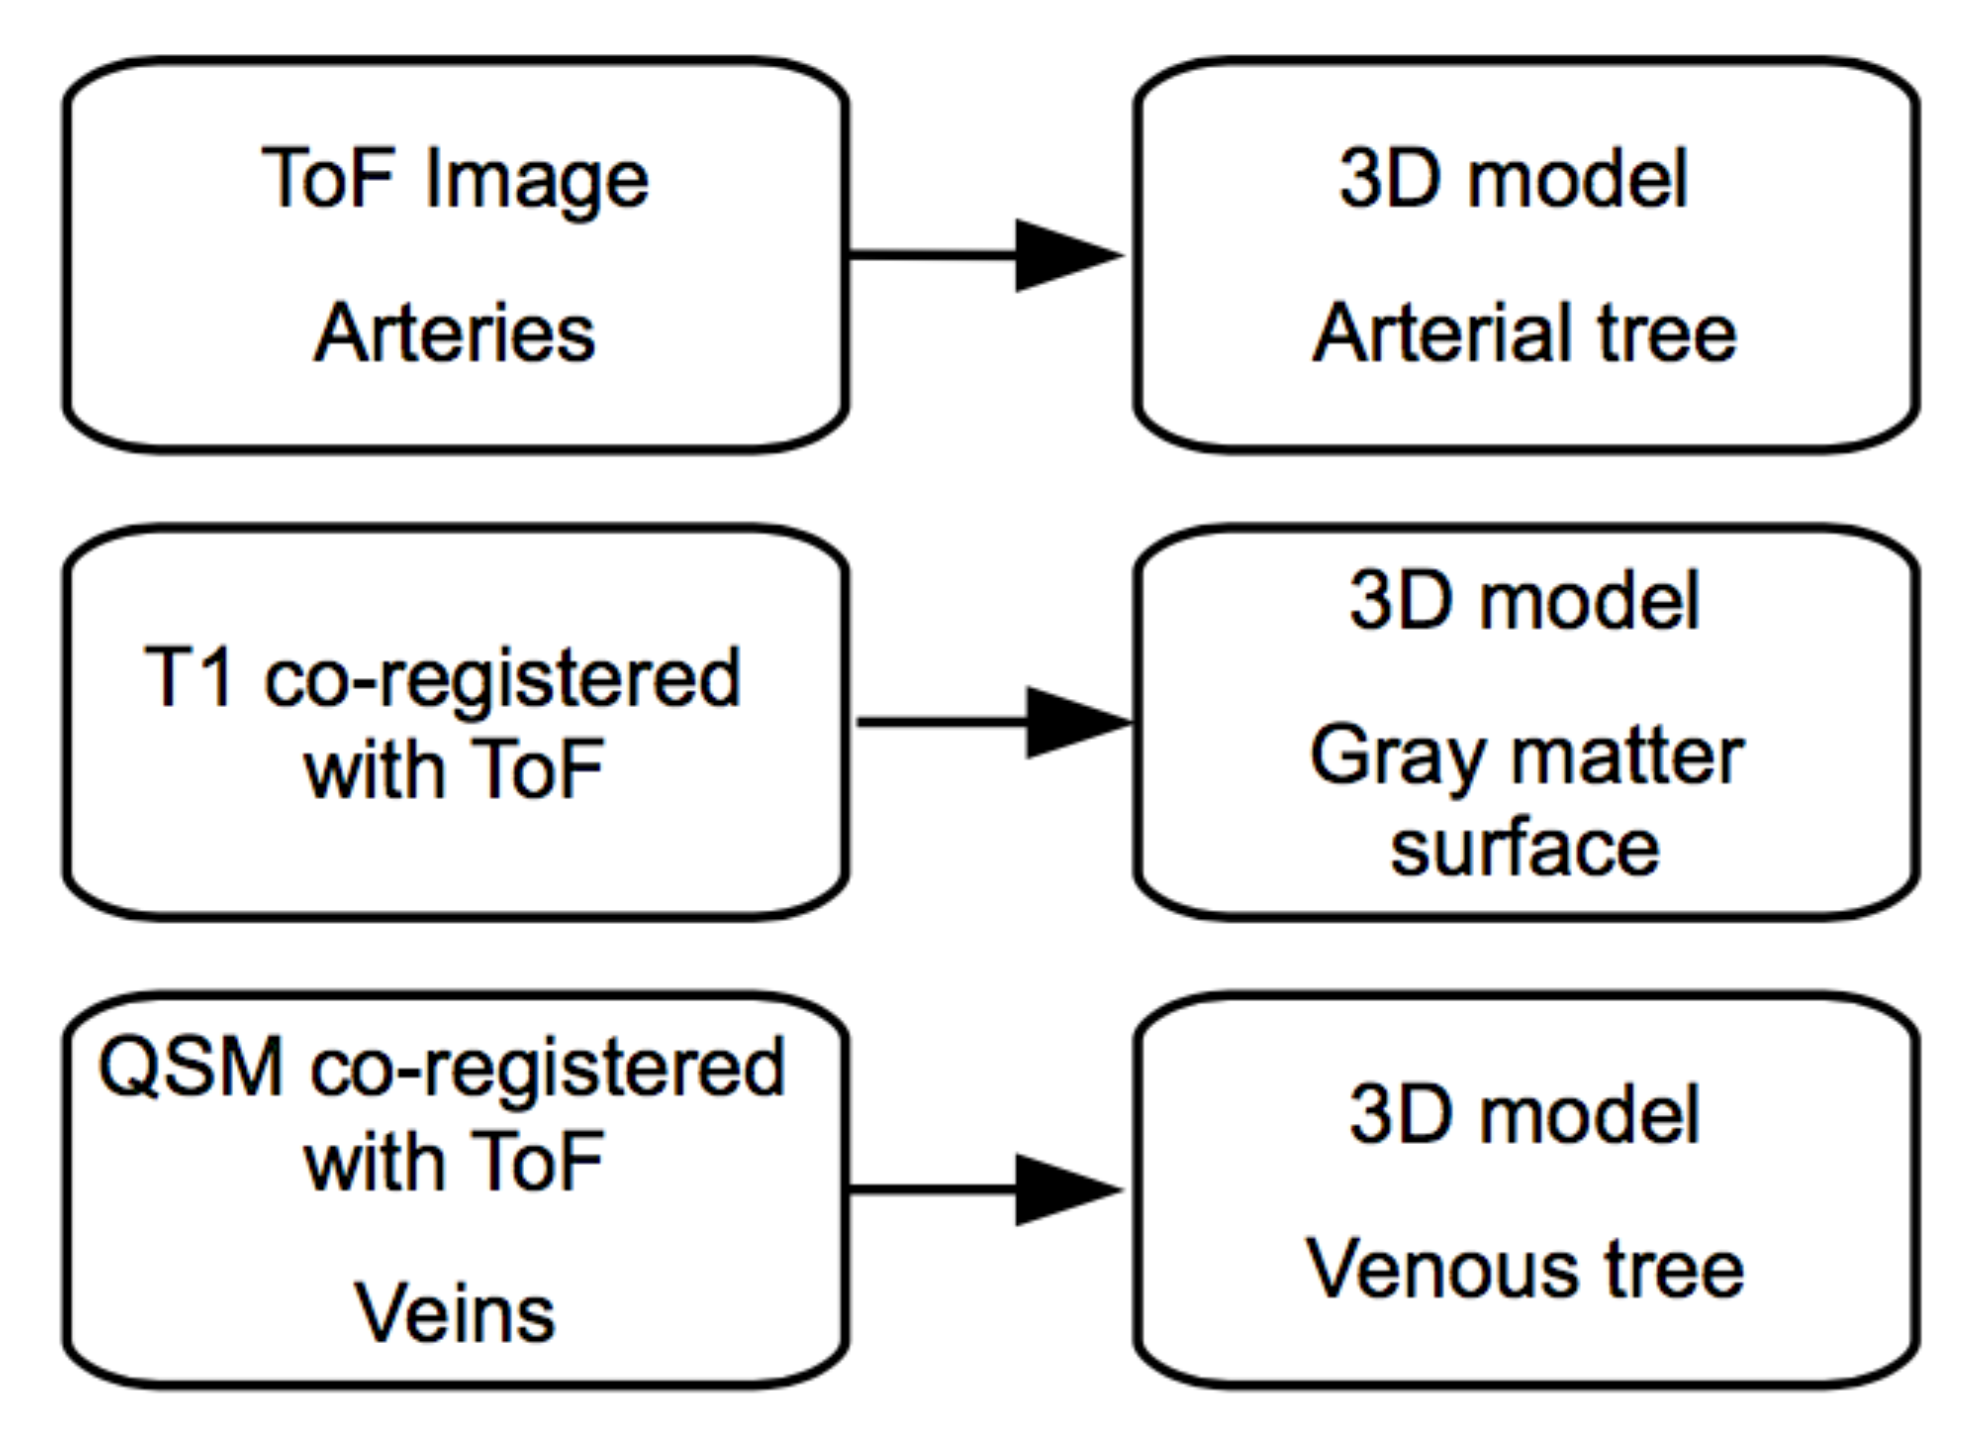 ToF Image
Arteries
3D model
Arterial tree
T1 co-registered
with ToF
3D model
Gray matter
surface
QSM co-registered
with ToF
Veins
3D model
Venous tree